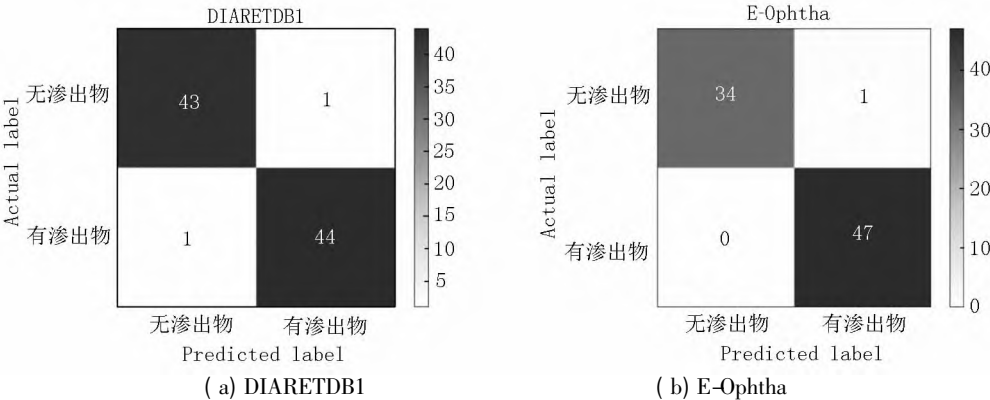 DIARETDB1
无渗出物
43
1
有渗出物
1
44
无渗出物
有渗出物
Actual label
Predicted label
40
35
30
25
20
15
10
5
(a) DIARETDB1
E-Ophtha
无渗出物
34
1
有渗出物
0
47
无渗出物
有渗出物
Actual label
Predicted label
40
30
20
10
0
(b) E-Ophtha